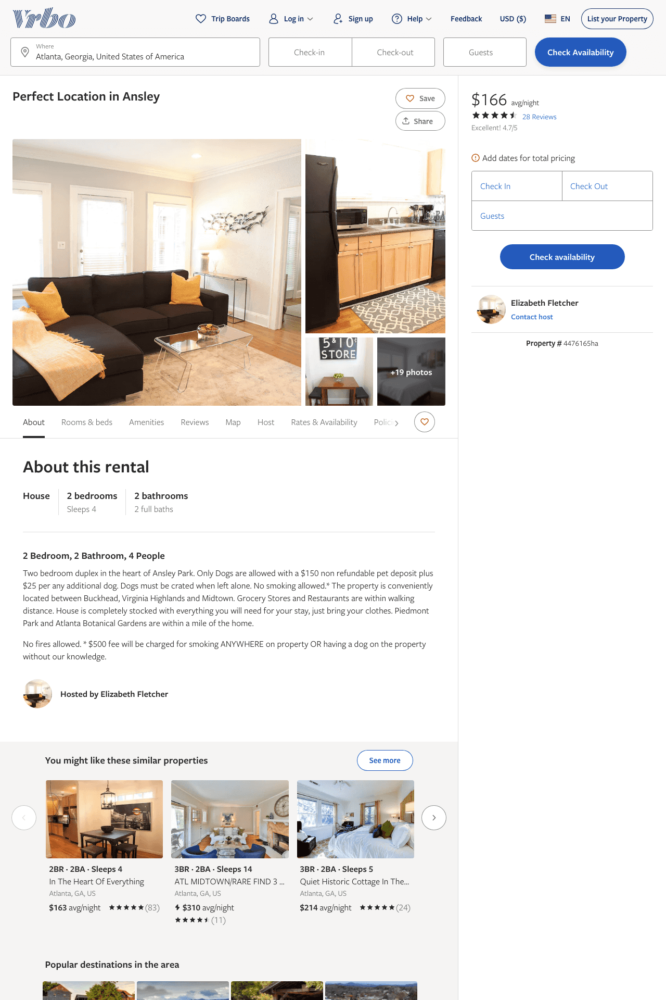 Vrbo
Trip Boards
Log in
Sign up
Help
Feedback
USD ($)
EN
List your Property
Where
Atlanta, Georgia, United States of America
Check-in
Check-out
Guests
Check Availability
Perfect Location in Ansley
Save
Share
$166 avg/night
28 Reviews
Excellent! 4.7/5
Add dates for total pricing
Check In
Check Out
Guests
Check availability
Elizabeth Fletcher
Contact host
Property # 4476165ha
5 & 10¢
STORE
+19 photos
About
Rooms & beds
Amenities
Reviews
Map
Host
Rates & Availability
About this rental
House
2 bedrooms
Sleeps 4
2 bathrooms
2 full baths
2 Bedroom, 2 Bathroom, 4 People
Two bedroom duplex in the heart of Ansley Park. Only Dogs are allowed with a $150 non refundable pet deposit plus
$25 per any additional dog. Dogs must be crated when left alone. No smoking allowed.* The property is conveniently
located between Buckhead, Virginia Highlands and Midtown. Grocery Stores and Restaurants are within walking
distance. House is completely stocked with everything you will need for your stay, just bring your clothes. Piedmont
Park and Atlanta Botanical Gardens are within a mile of the home.
No fires allowed. * $500 fee will be charged for smoking ANYWHERE on property OR having a dog on the property
without our knowledge.
Hosted by Elizabeth Fletcher
You might like these similar properties
See more
2BR · 2BA · Sleeps 4
In The Heart Of Everything
Atlanta, GA, US
$163 avg/night
(83)
3BR · 2BA · Sleeps 14
ATL MIDTOWN/RARE FIND 3 ...
Atlanta, GA, US
$310 avg/night
(11)
3BR · 2BA · Sleeps 5
Quiet Historic Cottage In The...
Atlanta, GA, US
$214 avg/night
(24)
Popular destinations in the area